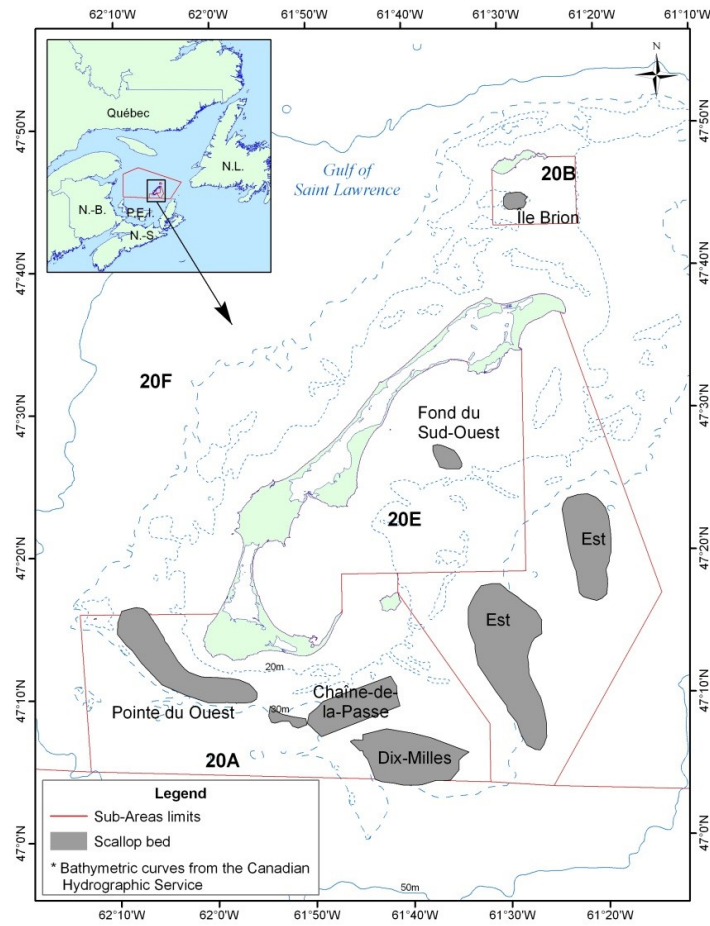 62°10'W 62°0'W 61°50'W 61°40'W 61°30'W 61°20'W 61°10'W
N
47°50'N
47°50'N
Québec
N.L.
N.-B.
P.E.I.
N.-S.
Gulf of
Saint Lawrence
20B
Île Brion
47°40'N
47°40'N
20F
47°30'N
47°30'N
Fond du
Sud-Ouest
20E
Est
47°20'N
47°20'N
Est
20m
47°10'N
47°10'N
Pointe du Ouest
30m
Chaîne-de-
la-Passe
20A
Dix-Milles
47°0'N
47°0'N
Legend
Sub-Areas limits
Scallop bed
* Bathymetric curves from the Canadian
Hydrographic Service
50m
62°10'W 62°0'W 61°50'W 61°40'W 61°30'W 61°20'W